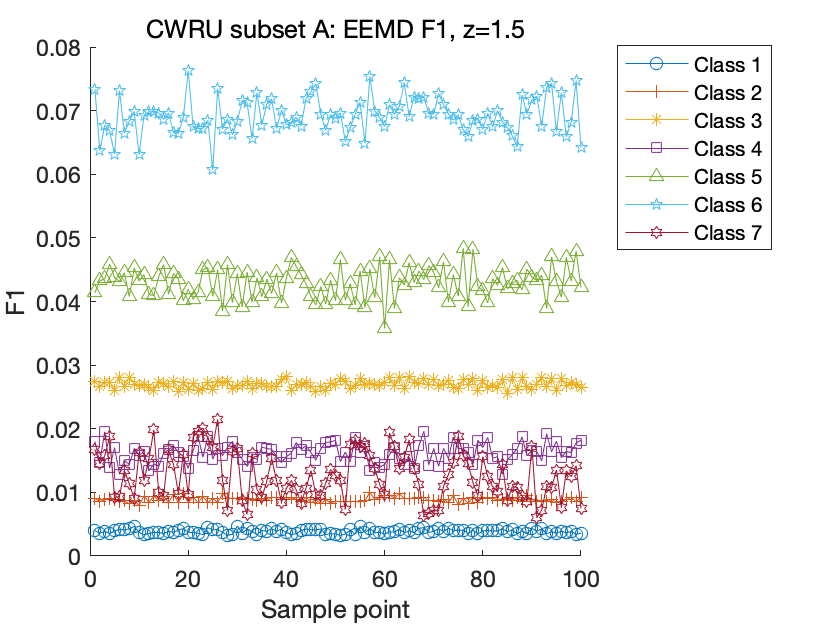 CWRU subset A: EEMD F1, z=1.5
0.08
0.07
0.06
0.05
0.04
0.03
0.02
0.01
0
F1
0 20 40 60 80 100
Sample point
Class 1
Class 2
Class 3
Class 4
Class 5
Class 6
Class 7